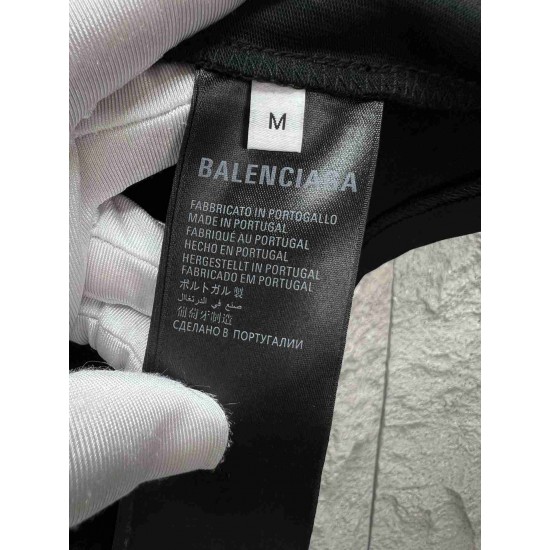 M
BALENCIAGA
FABBRICATO IN PORTOGALLO
MADE IN PORTUGAL
FABRIQUÉ AU PORTUGAL
HECHO EN PORTUGAL
HERGESTELLT IN PORTUGAL
FABRICADO EM PORTUGAL
ポルトガル 製
صنع في الدرتغاال
葡萄牙制造
СДЕЛАНО В ПОРТУГАЛИИ